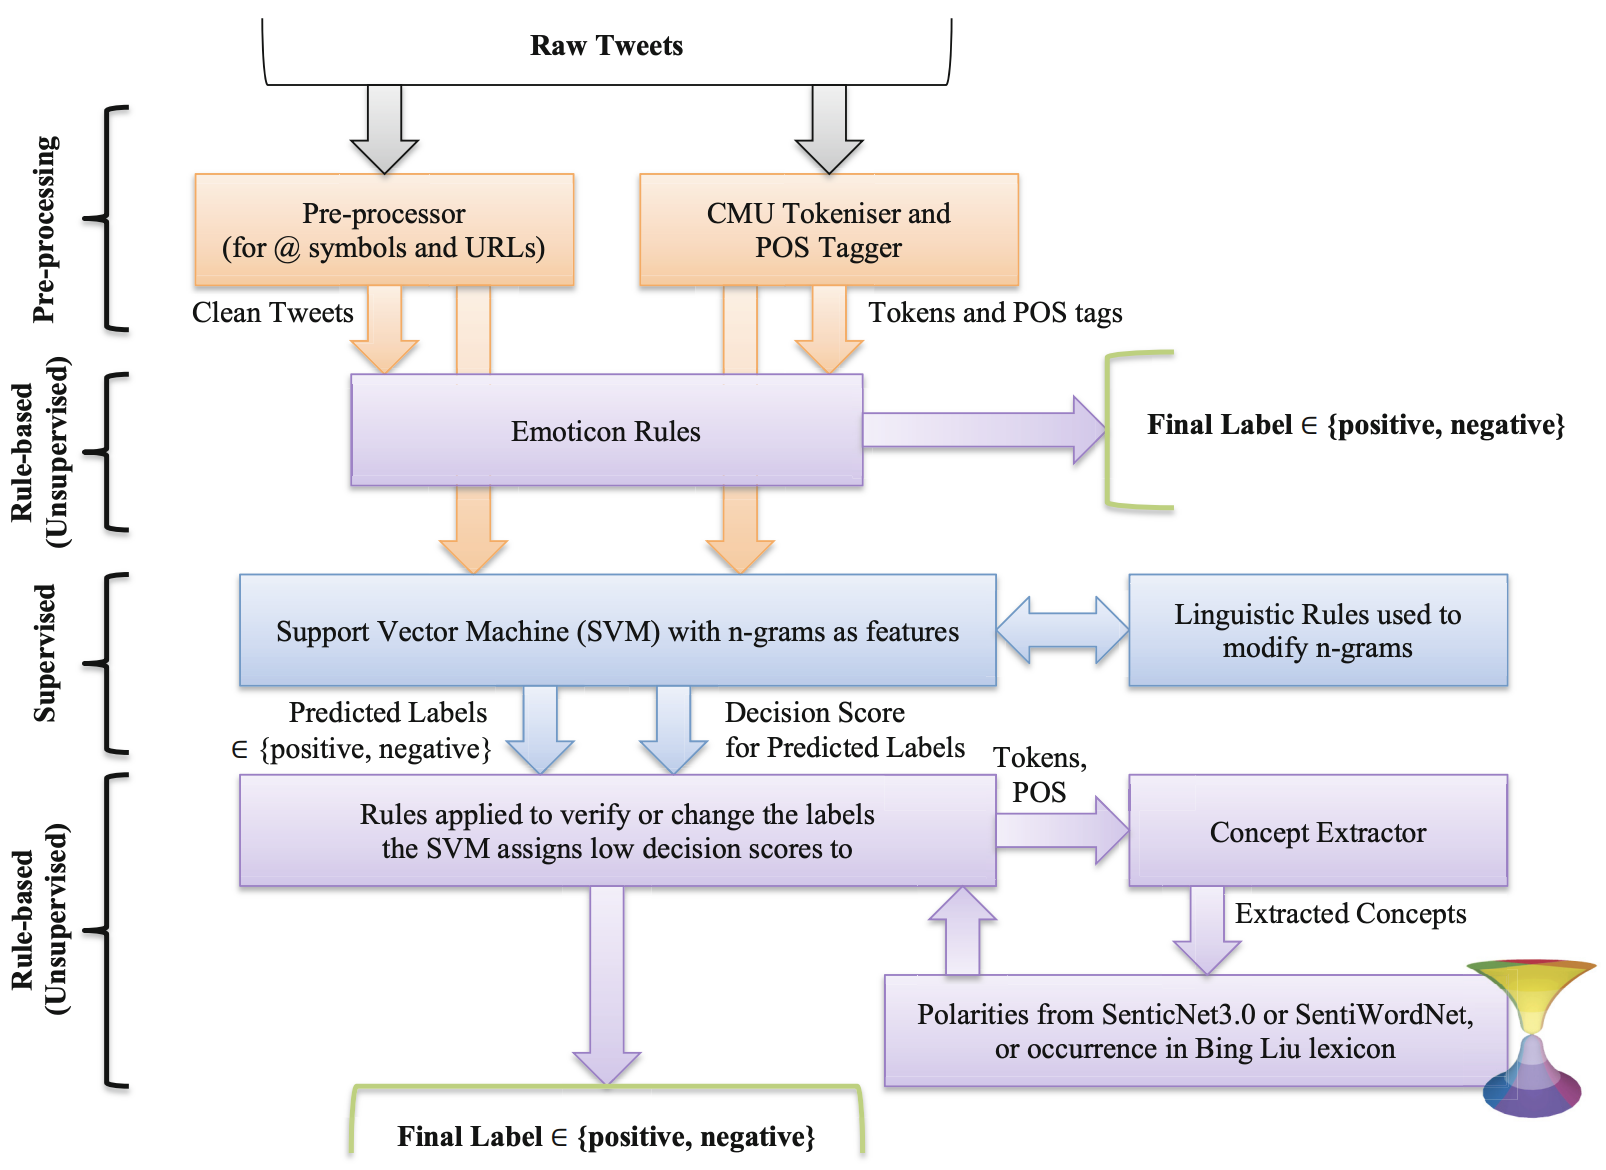 Raw Tweets
Pre-processing
Pre-processor
(for @ symbols and URLs)
CMU Tokeniser and
POS Tagger
Clean Tweets
Tokens and POS tags
Rule-based
(Unsupervised)
Emoticon Rules
Final Label ∈ {positive, negative}
Supervised
Support Vector Machine (SVM) with n-grams as features
Linguistic Rules used to
modify n-grams
Predicted Labels
∈ {positive, negative}
Decision Score
for Predicted Labels
Tokens,
POS
Rule-based
(Unsupervised)
Rules applied to verify or change the labels
the SVM assigns low decision scores to
Concept Extractor
Extracted Concepts
Polarities from SenticNet3.0 or SentiWordNet,
or occurrence in Bing Liu lexicon
Final Label ∈ {positive, negative}